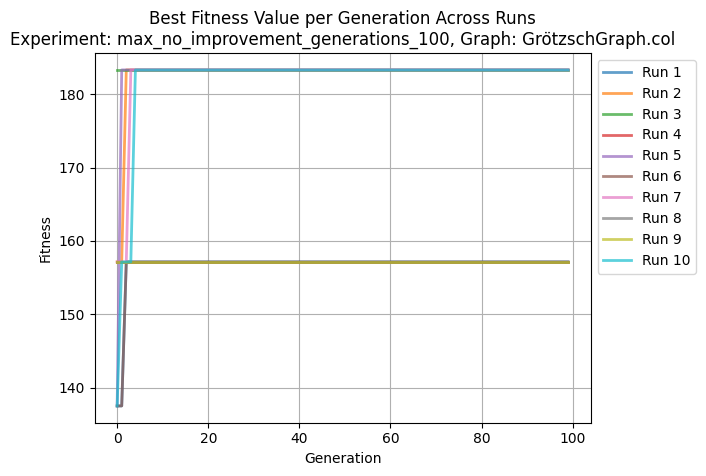 Best Fitness Value per Generation Across Runs
Experiment: max_no_improvement_generations_100, Graph: GrötzschGraph.col
Fitness
180
170
160
150
140
0 20 40 60 80 100
Generation
Run 1
Run 2
Run 3
Run 4
Run 5
Run 6
Run 7
Run 8
Run 9
Run 10